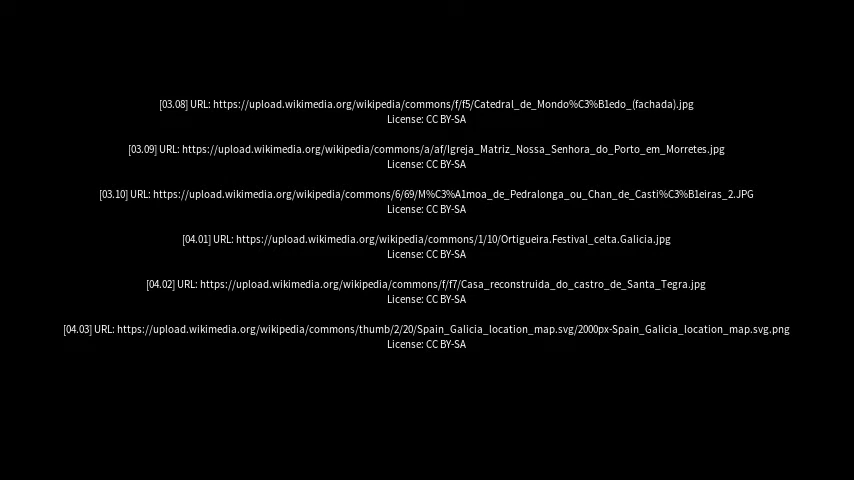 [03.08] URL: https://upload.wikimedia.org/wikipedia/commons/f/f5/Catedral_de_Mondo%C3%B1edo_(fachada).jpg
License: CC BY-SA
[03.09] URL: https://upload.wikimedia.org/wikipedia/commons/a/af/Igreja_Matriz_Nossa_Senhora_do_Porto_em_Morretes.jpg
License: CC BY-SA
[03.10] URL: https://upload.wikimedia.org/wikipedia/commons/6/69/M%C3%A1moa_de_Pedralonga_ou_Chan_de_Casti%C3%B1eiras_2.JPG
License: CC BY-SA
[04.01] URL: https://upload.wikimedia.org/wikipedia/commons/1/10/Ortigueira.Festival_celta.Galicia.jpg
License: CC BY-SA
[04.02] URL: https://upload.wikimedia.org/wikipedia/commons/f/f7/Casa_reconstruida_do_castro_de_Santa_Tegra.jpg
License: CC BY-SA
[04.03] URL: https://upload.wikimedia.org/wikipedia/commons/thumb/2/20/Spain_Galicia_location_map.svg/2000px-Spain_Galicia_location_map.svg.png
License: CC BY-SA